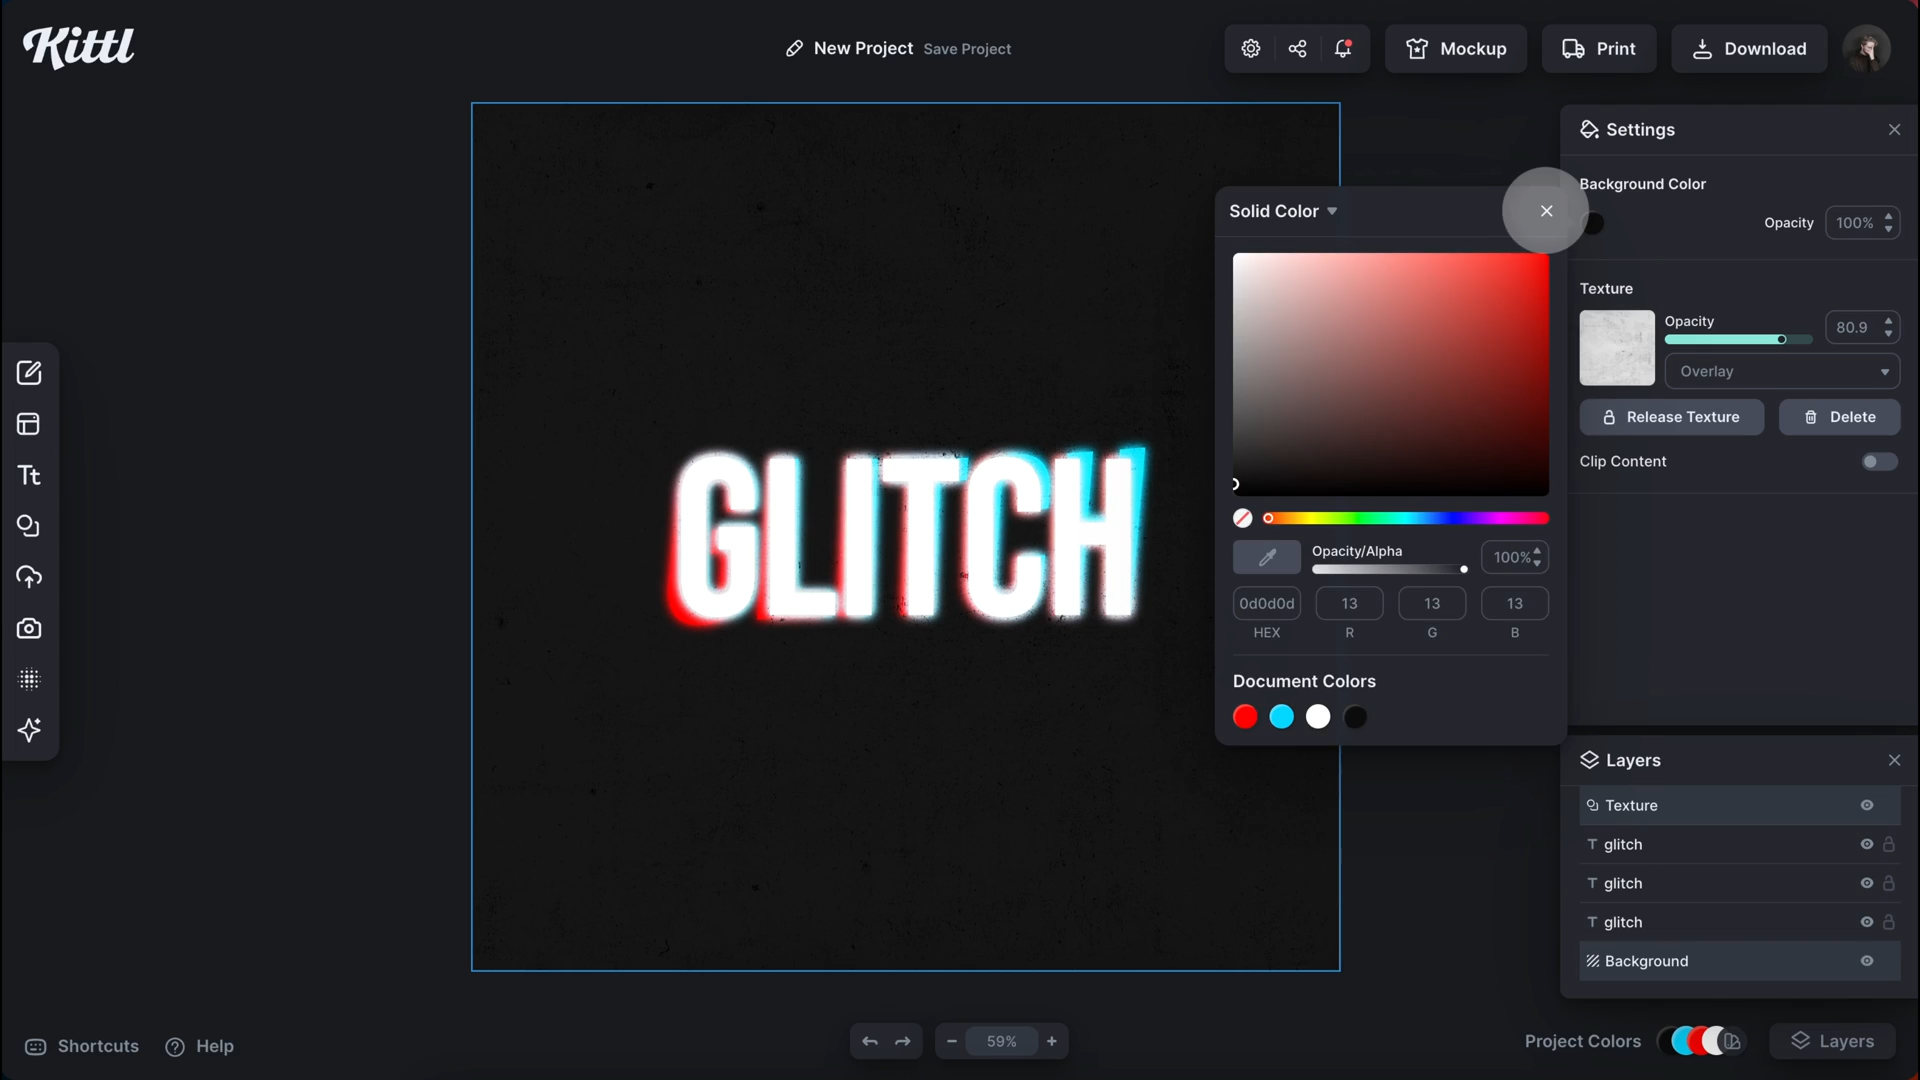 Kittl
New Project Save Project
Mockup
Print
Download
Settings
Background Color
Opacity 100%
Texture
Opacity
80.9
Overlay
Release Texture
Delete
Clip Content
Solid Color
Opacity/Alpha
100%
0d0d0d 13 13 13
HEX R G B
Document Colors
GLITCH
Tt
Layers
Texture
T glitch
T glitch
T glitch
Background
Shortcuts
Help
59%
Project Colors
Layers